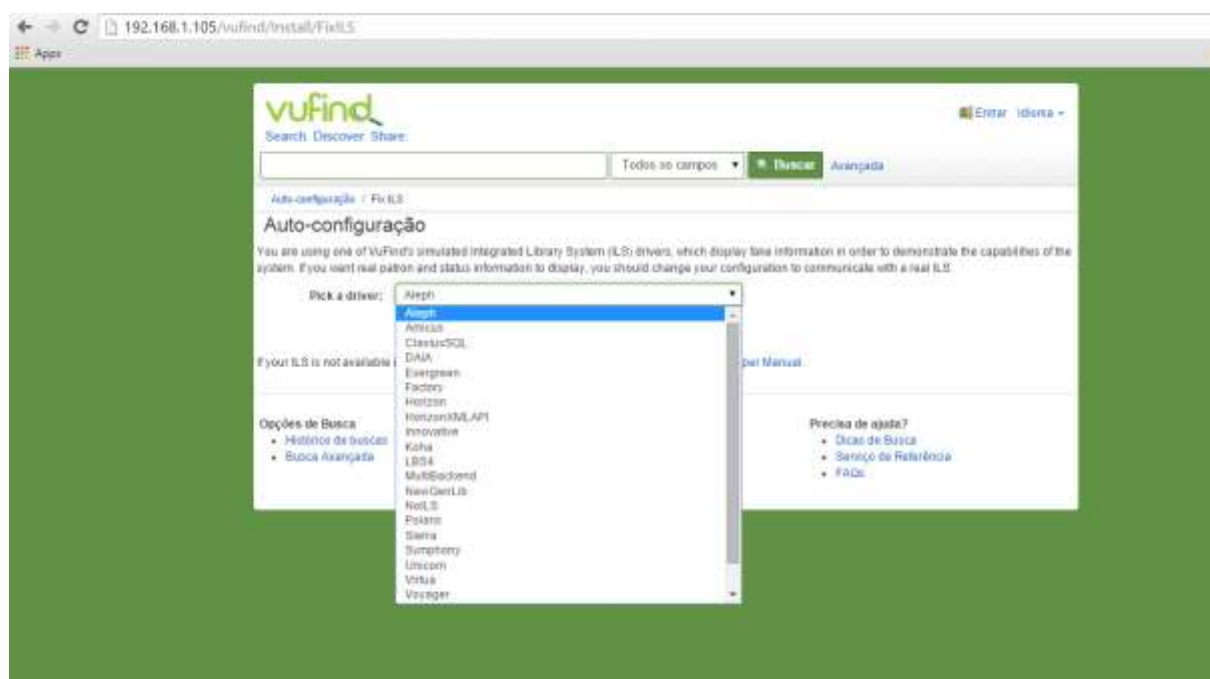 192.168.1.105/vufind/Install/FixILS
Apps
vufind
Search. Discover. Share.
Entrar Idioma
Todos os campos Buscar Avançada
Auto-configuração / Fix ILS
Auto-configuração
You are using one of VuFind's simulated Integrated Library System (ILS) drivers, which display fake information in order to demonstrate the capabilities of the
system. If you want real patron and status information to display, you should change your configuration to communicate with a real ILS.
Pick a driver: Aleph
Aleph
Amicus
ClaviusSQL
DAIA
Evergreen
Factory
Horizon
HorizonXMLAPI
Innovative
Koha
LBS4
MultiBackend
NewGenLib
NoILS
Polaris
Sierra
Symphony
Unicorn
Virtua
Voyager
If your ILS is not available per Manual.
Opções de Busca
Histórico de buscas
Busca Avançada
Precisa de ajuda?
Dicas de Busca
Serviço de Referência
FAQs